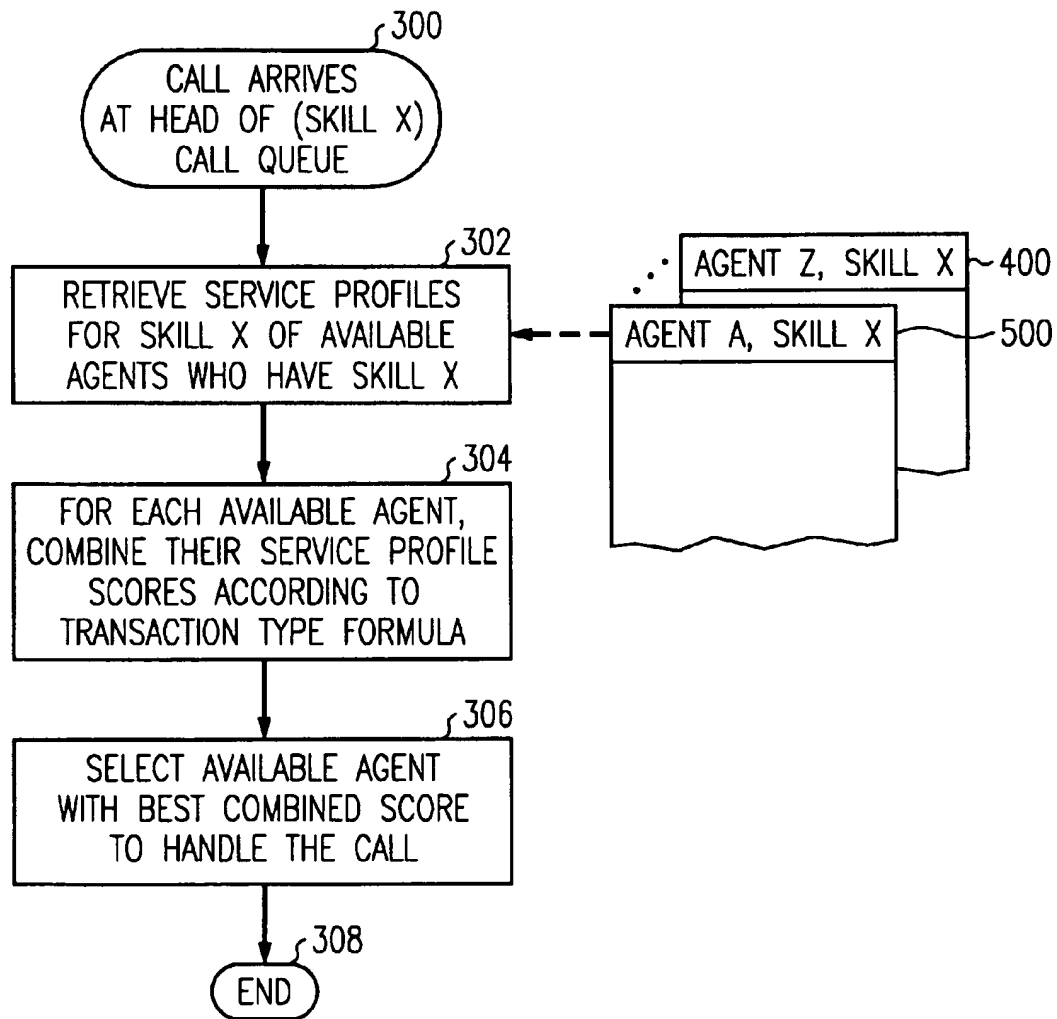 300
CALL ARRIVES
AT HEAD OF (SKILL X)
CALL QUEUE
302
RETRIEVE SERVICE PROFILES
FOR SKILL X OF AVAILABLE
AGENTS WHO HAVE SKILL X
AGENT Z, SKILL X
400
AGENT A, SKILL X
500
304
FOR EACH AVAILABLE AGENT,
COMBINE THEIR SERVICE PROFILE
SCORES ACCORDING TO
TRANSACTION TYPE FORMULA
306
SELECT AVAILABLE AGENT
WITH BEST COMBINED SCORE
TO HANDLE THE CALL
308
END